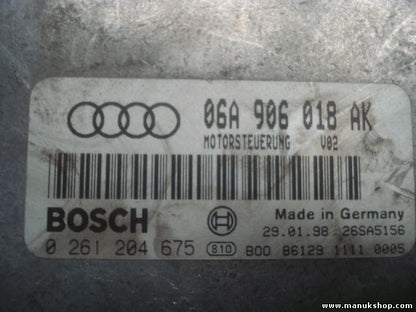 06A 906 018 AK
MOTORSTEUERUNG V02
BOSCH
Made in Germany
29.01.98 26SA5156
0 261 204 675 810 800 86129 1111 0005
www.manukshop.com